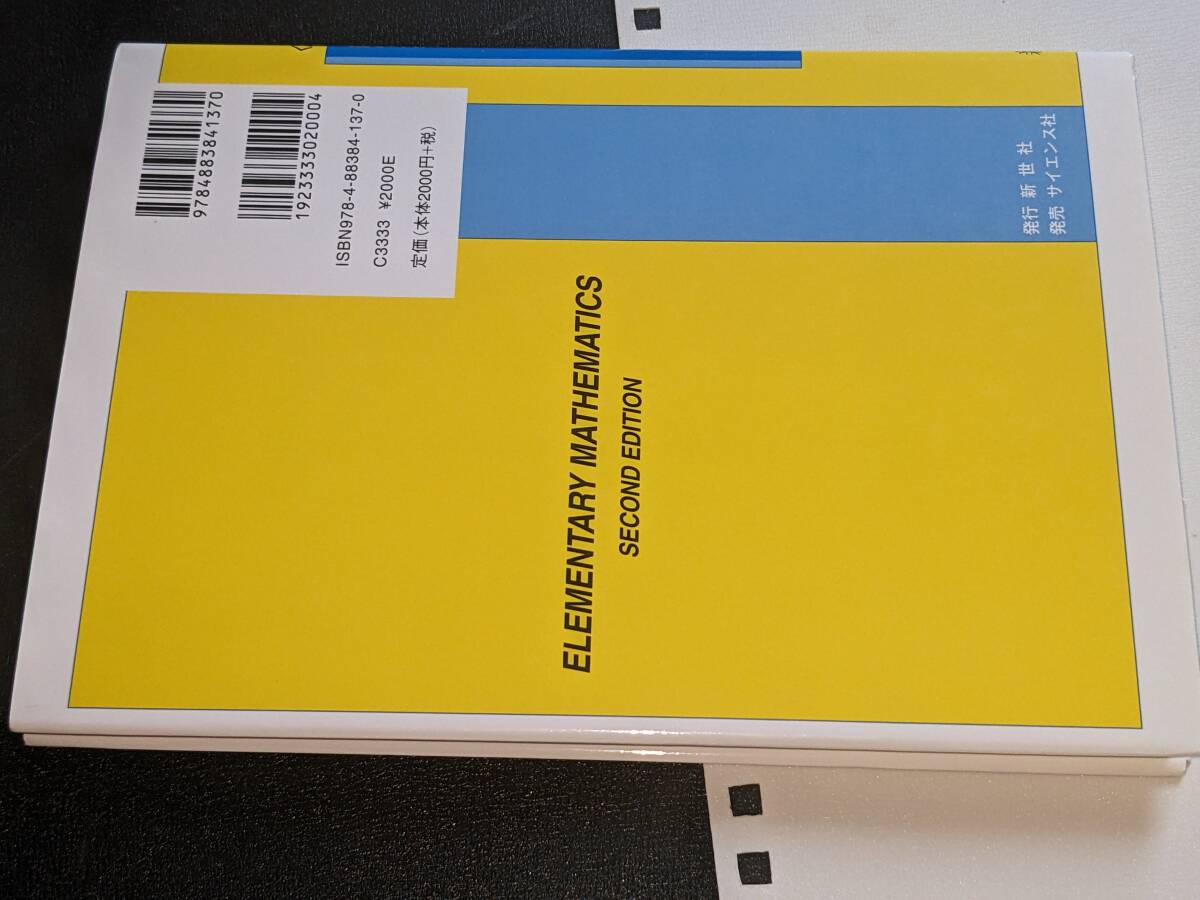 9784883841370
1923333020004
ISBN978-4-88384-137-0
C3333 ¥2000E
定価(本体2000円+税)
ELEMENTARY MATHEMATICS
SECOND EDITION
発行 新世社
発売 サイエンス社